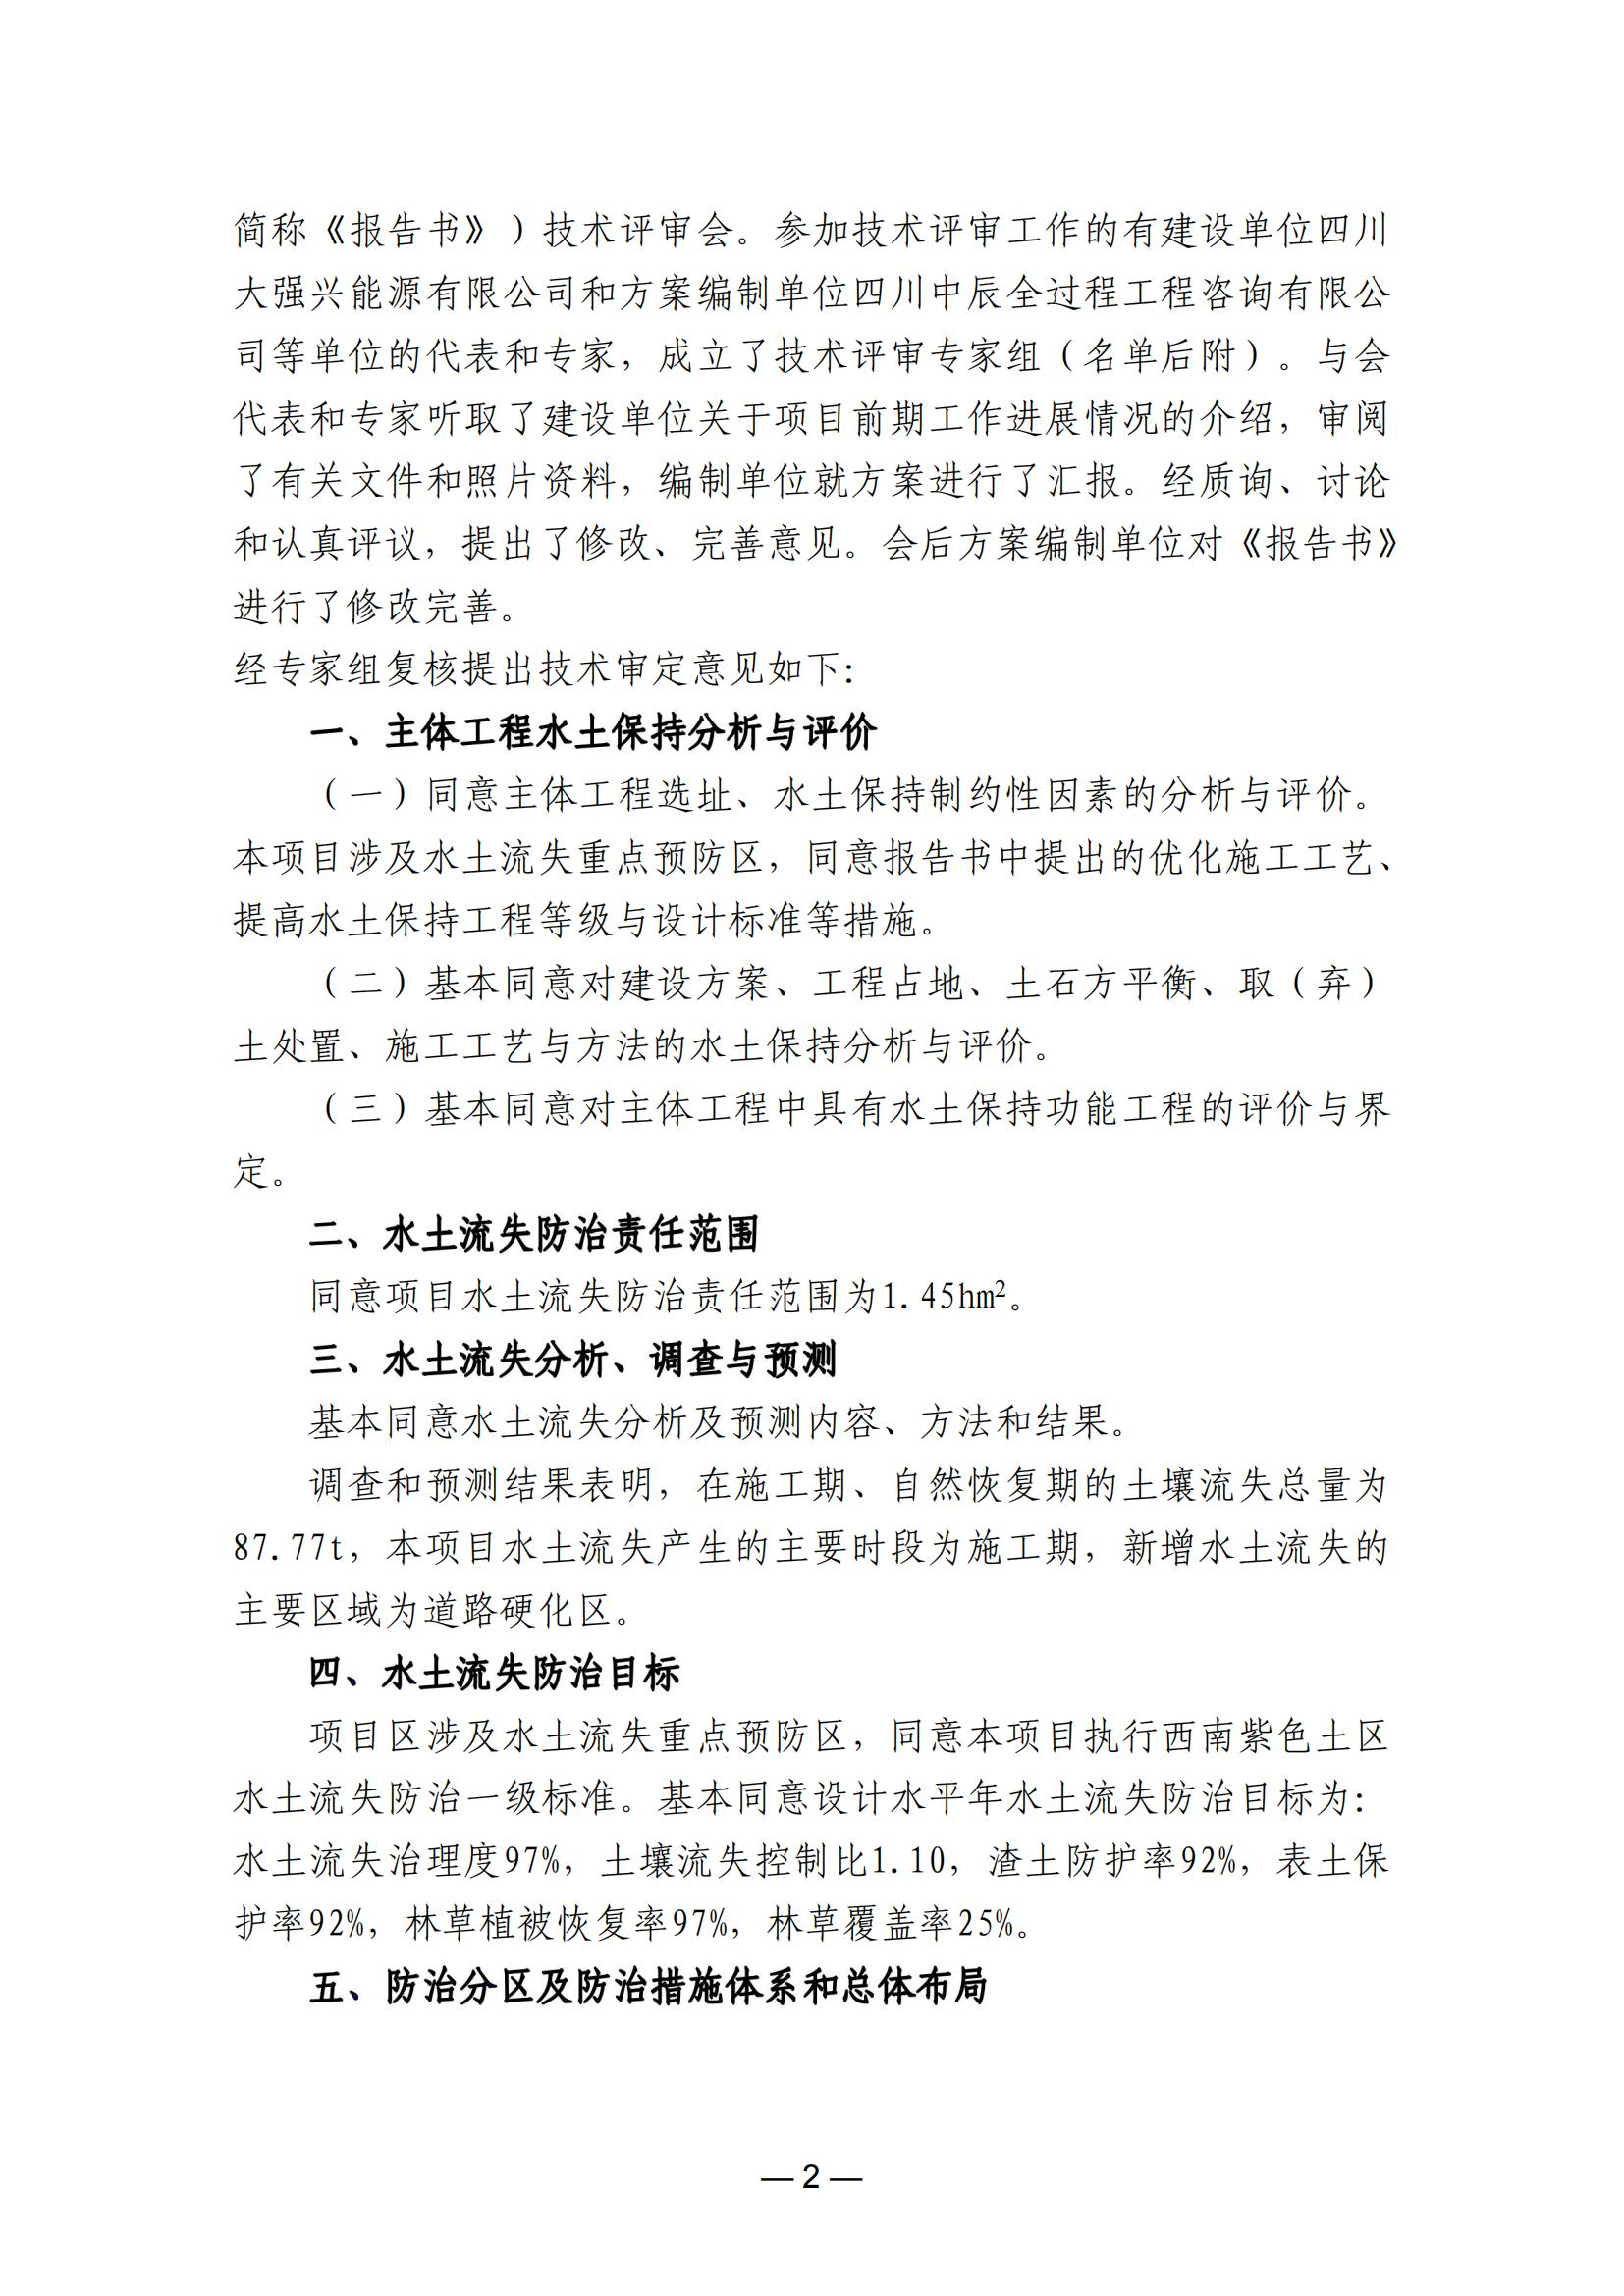 简称《报告书》）技术评审会。参加技术评审工作的有建设单位四川
大强兴能源有限公司和方案编制单位四川中辰全过程工程咨询有限公
司等单位的代表和专家，成立了技术评审专家组（名单后附）。与会
代表和专家听取了建设单位关于项目前期工作进展情况的介绍，审阅
了有关文件和照片资料，编制单位就方案进行了汇报。经质询、讨论
和认真评议，提出了修改、完善意见。会后方案编制单位对《报告书》
进行了修改完善。
经专家组复核提出技术审定意见如下：
一、主体工程水土保持分析与评价
（一）同意主体工程选址、水土保持制约性因素的分析与评价。
本项目涉及水土流失重点预防区，同意报告书中提出的优化施工工艺、
提高水土保持工程等级与设计标准等措施。
（二）基本同意对建设方案、工程占地、土石方平衡、取（弃）
土处置、施工工艺与方法的水土保持分析与评价。
（三）基本同意对主体工程中具有水土保持功能工程的评价与界
定。
二、水土流失防治责任范围
同意项目水土流失防治责任范围为1.45hm²。
三、水土流失分析、调查与预测
基本同意水土流失分析及预测内容、方法和结果。
调查和预测结果表明，在施工期、自然恢复期的土壤流失总量为
87.77t，本项目水土流失产生的主要时段为施工期，新增水土流失的
主要区域为道路硬化区。
四、水土流失防治目标
项目区涉及水土流失重点预防区，同意本项目执行西南紫色土区
水土流失防治一级标准。基本同意设计水平年水土流失防治目标为：
水土流失治理度97%，土壤流失控制比1.10，渣土防护率92%，表土保
护率92%，林草植被恢复率97%，林草覆盖率25%。
五、防治分区及防治措施体系和总体布局
— 2 —